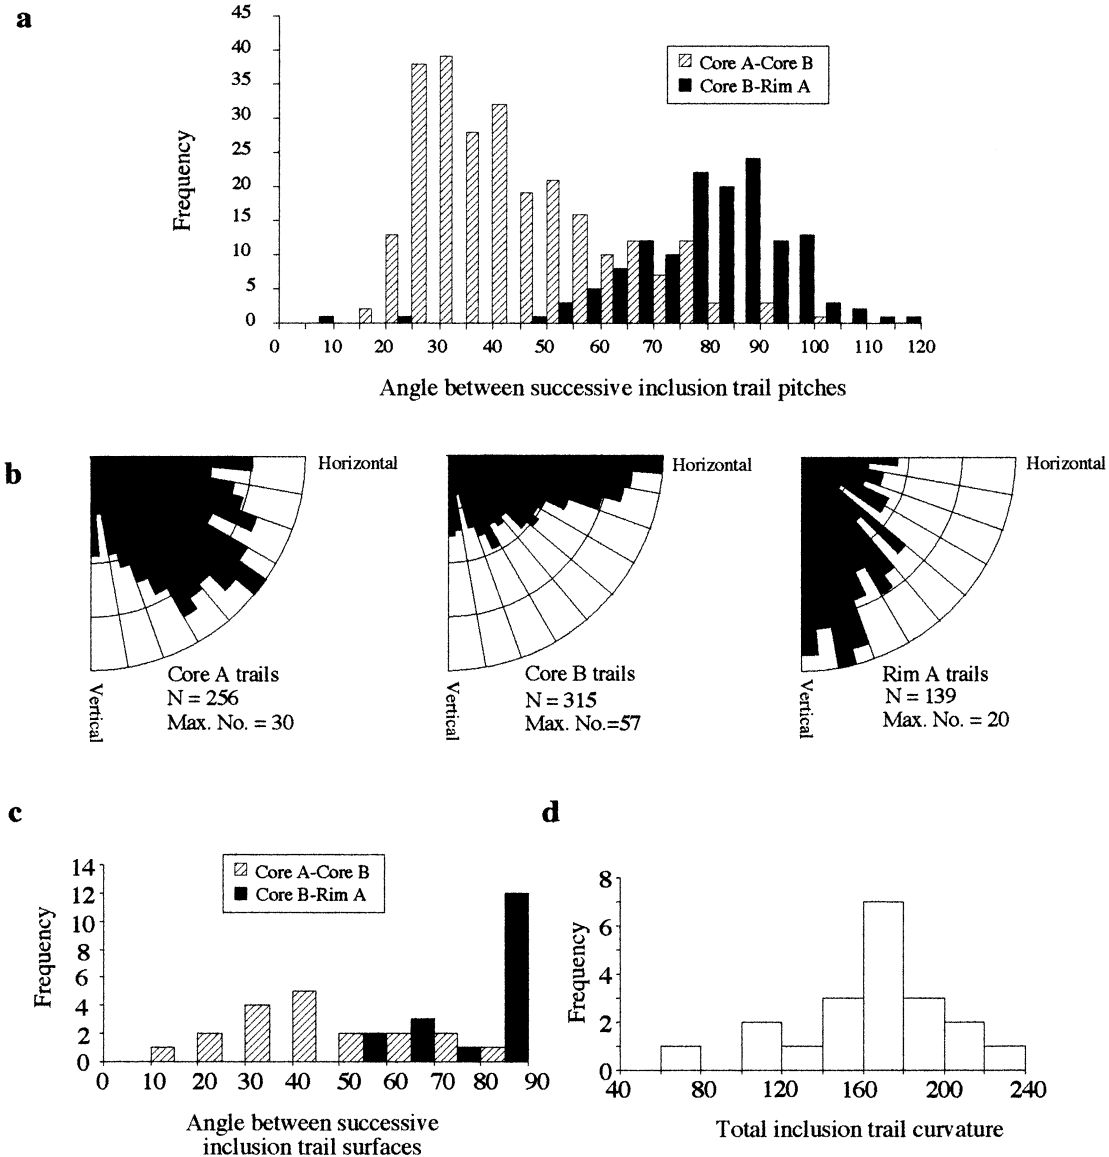 a
45
40
35
30
25
20
15
10
5
0
Frequency
Core A-Core B
Core B-Rim A
0 10 20 30 40 50 60 70 80 90 100 110 120
Angle between successive inclusion trail pitches
b
Horizontal
Vertical
Core A trails
N = 256
Max. No. = 30
Horizontal
Vertical
Core B trails
N = 315
Max. No.=57
Horizontal
Vertical
Rim A trails
N = 139
Max. No. = 20
c
14
12
10
8
6
4
2
0
Frequency
Core A-Core B
Core B-Rim A
0 10 20 30 40 50 60 70 80 90
Angle between successive
inclusion trail surfaces
d
8
6
4
2
0
Frequency
40 80 120 160 200 240
Total inclusion trail curvature